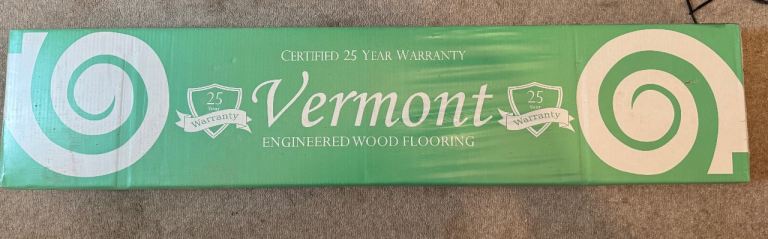 CERTIFIED 25 YEAR WARRANTY
25
Year
Warranty
Vermont
25
Year
Warranty
ENGINEERED WOOD FLOORING